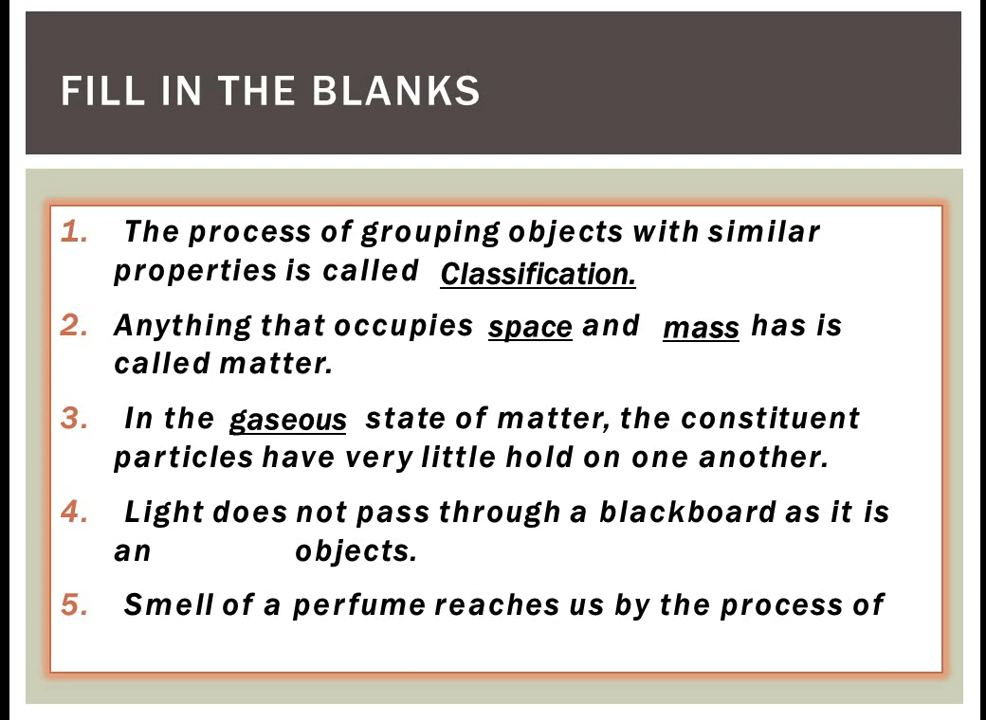 FILL IN THE BLANKS
1. The process of grouping objects with similar
properties is called Classification.
2. Anything that occupies space and mass has is
called matter.
3. In the gaseous state of matter, the constituent
particles have very little hold on one another.
4. Light does not pass through a blackboard as it is
an objects.
5. Smell of a perfume reaches us by the process of